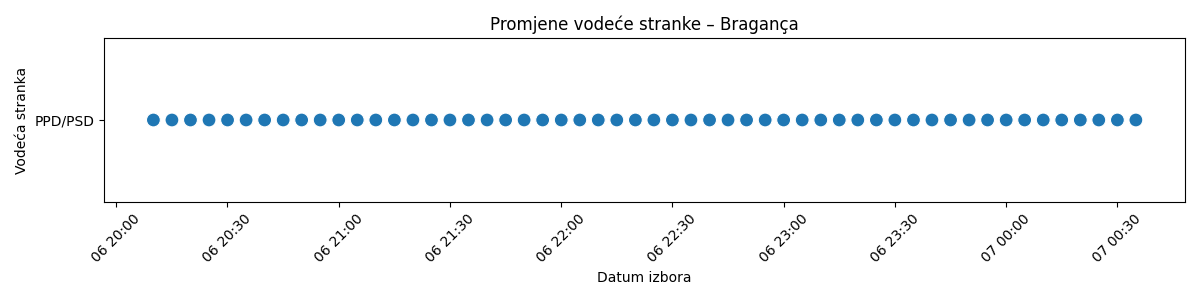 Promjene vodeće stranke – Bragança
Vodeća stranka
PPD/PSD
06 20:00
06 20:30
06 21:00
06 21:30
06 22:00
06 22:30
06 23:00
06 23:30
07 00:00
07 00:30
Datum izbora